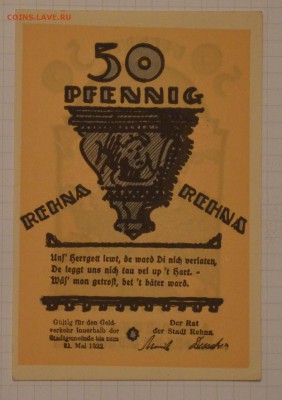 COINS.LAVE.RU
50
PFENNIG
REHNA REHNA
Uns' Herrgott lewt, de ward Di nich verlaten,
De leggt uns nich tau vel up 't Hart. -
Wäs' man getrost, bet 't bäter ward.
Gültig für den Geld-
verkehr innerhalb der
Stadtgemeinde bis zum
31. Mai 1922.
Der Rat
der Stadt Rehna.